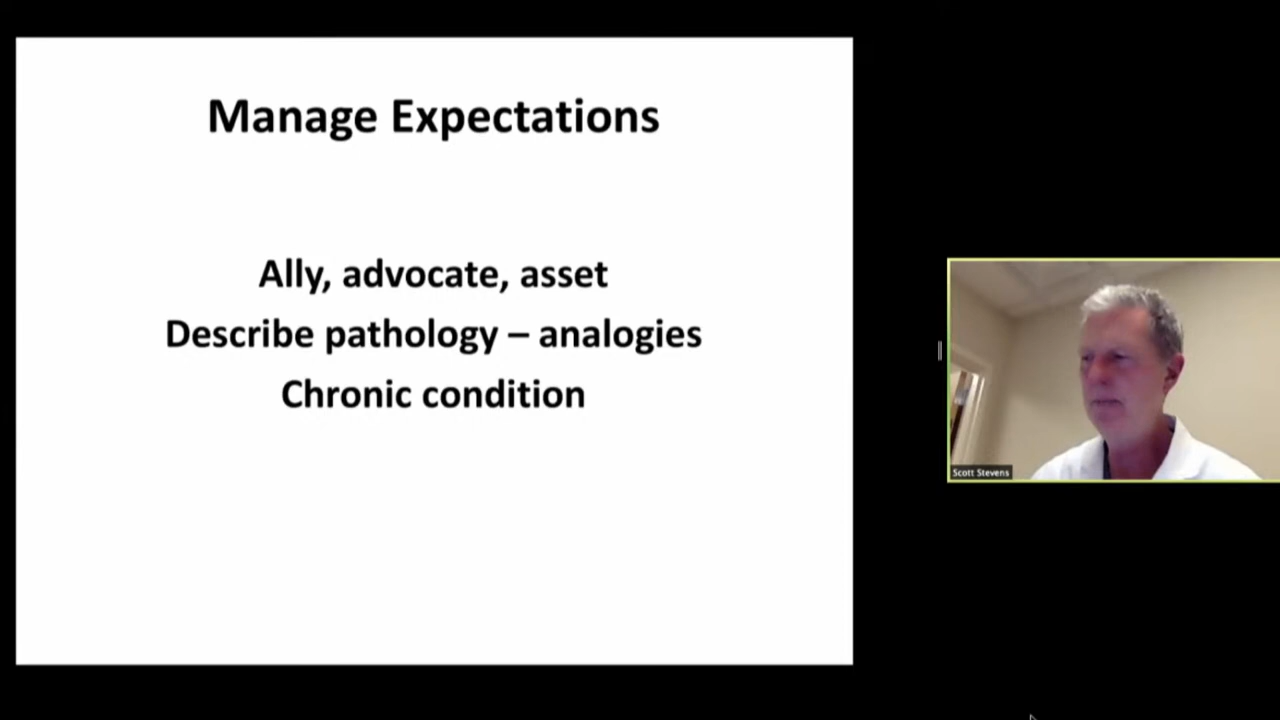 Manage Expectations
Ally, advocate, asset
Describe pathology – analogies
Chronic condition
Scott Stevens